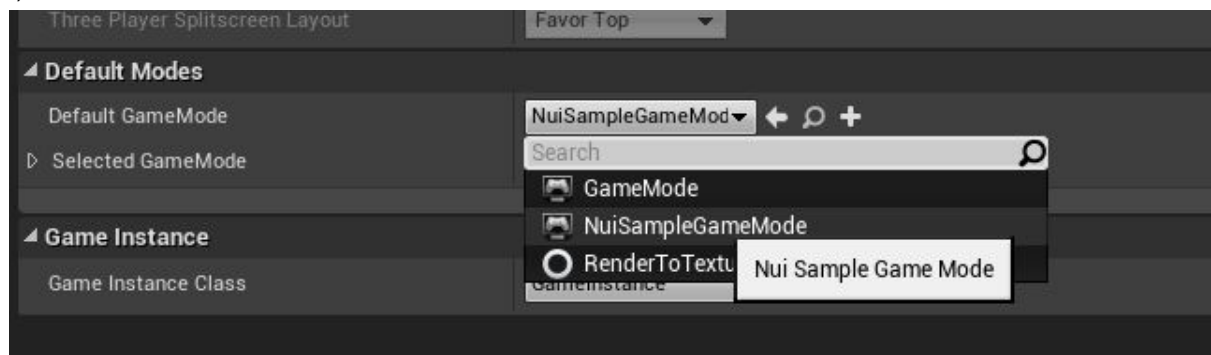 Three Player Splitscreen Layout Favor Top
Default Modes
Default GameMode NuiSampleGameMod
Selected GameMode Search
GameMode
NuiSampleGameMode
Game Instance RenderToTextu
Nui Sample Game Mode
Game Instance Class GameInstance